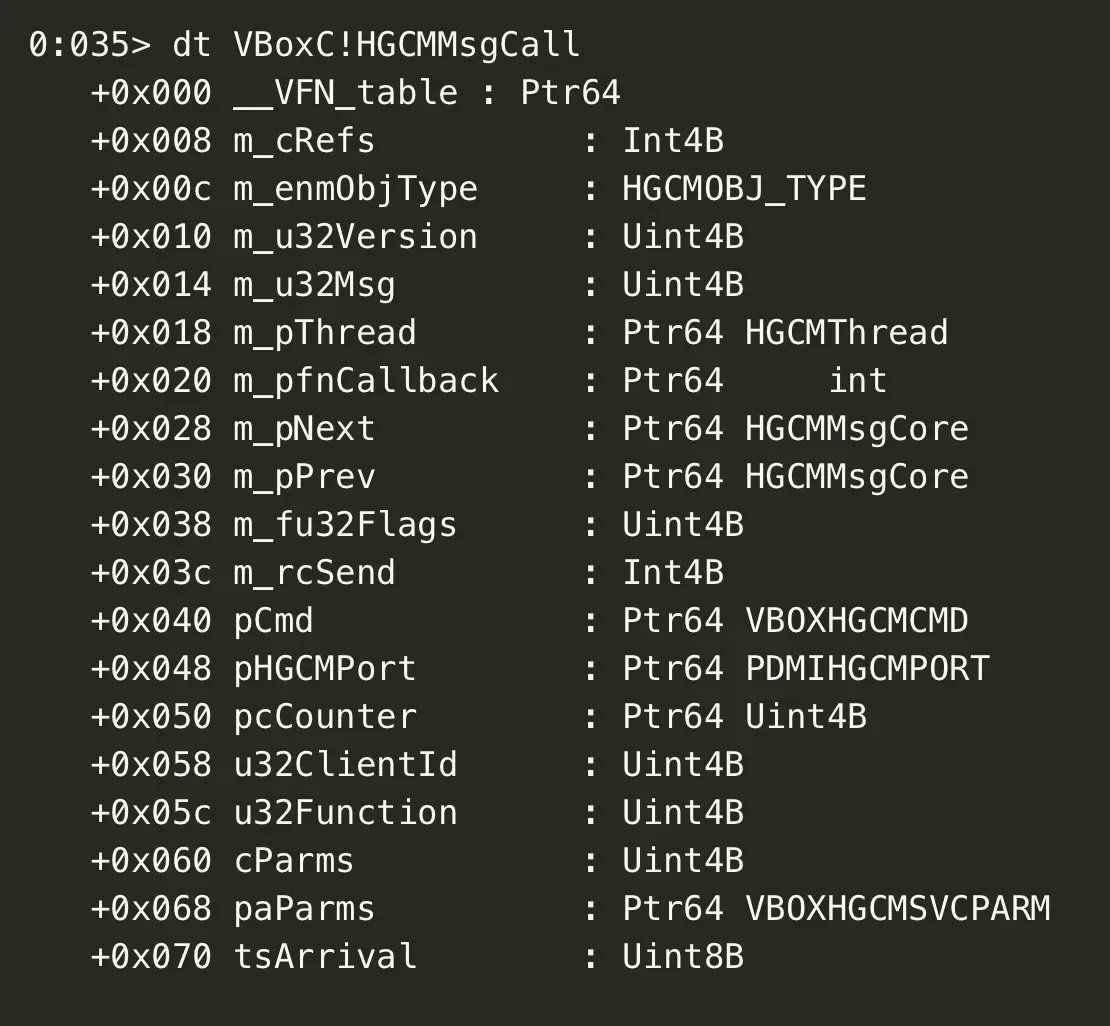 0:035> dt VBoxC!HGCMMsgCall
   +0x000 __VFN_table : Ptr64
   +0x008 m_cRefs          : Int4B
   +0x00c m_enmObjType     : HGCMOBJ_TYPE
   +0x010 m_u32Version     : Uint4B
   +0x014 m_u32Msg         : Uint4B
   +0x018 m_pThread        : Ptr64 HGCMThread
   +0x020 m_pfnCallback    : Ptr64     int
   +0x028 m_pNext          : Ptr64 HGCMMsgCore
   +0x030 m_pPrev          : Ptr64 HGCMMsgCore
   +0x038 m_fu32Flags      : Uint4B
   +0x03c m_rcSend         : Int4B
   +0x040 pCmd             : Ptr64 VBOXHGCMCMD
   +0x048 pHGCMPort        : Ptr64 PDMIHGCMPORT
   +0x050 pcCounter        : Ptr64 Uint4B
   +0x058 u32ClientId      : Uint4B
   +0x05c u32Function      : Uint4B
   +0x060 cParms           : Uint4B
   +0x068 paParms          : Ptr64 VBOXHGCMSVCPARM
   +0x070 tsArrival        : Uint8B